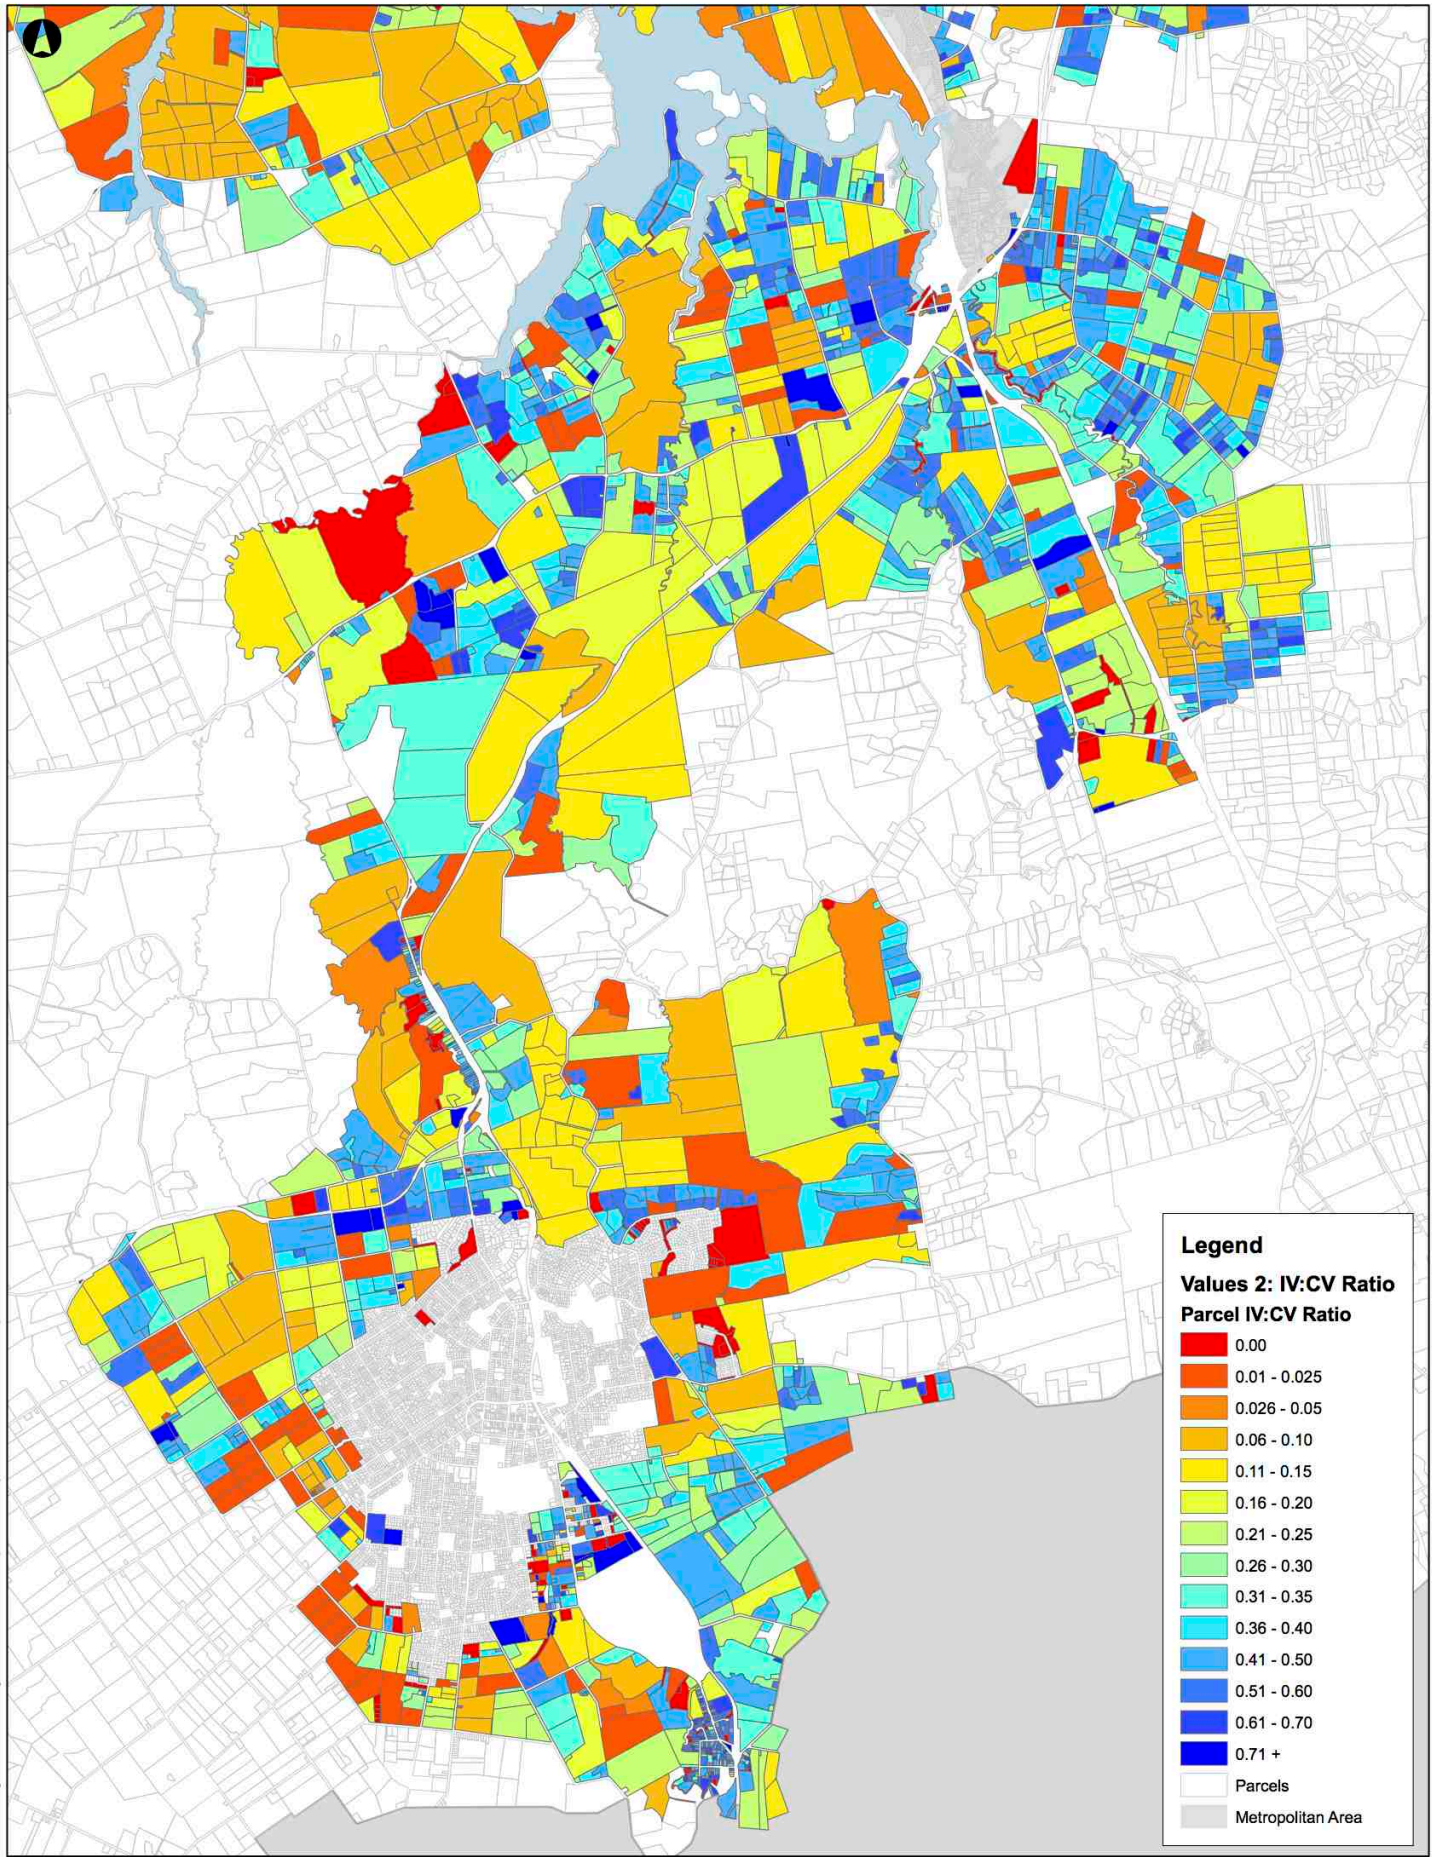 Legend
Values 2: IV:CV Ratio
Parcel IV:CV Ratio
0.00
0.01 - 0.025
0.026 - 0.05
0.06 - 0.10
0.11 - 0.15
0.16 - 0.20
0.21 - 0.25
0.26 - 0.30
0.31 - 0.35
0.36 - 0.40
0.41 - 0.50
0.51 - 0.60
0.61 - 0.70
0.71 +
Parcels
Metropolitan Area